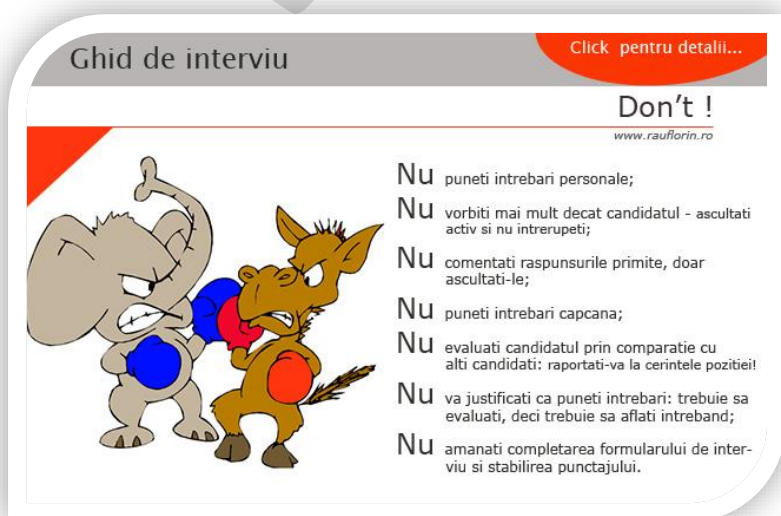 Ghid de interviu
Click pentru detalii...
Don't !
www.rauflorin.ro
Nu puneti intrebari personale;
Nu vorbiti mai mult decat candidatul - ascultati
activ si nu intrerupeti;
Nu comentati raspunsurile primite, doar
ascultati-le;
Nu puneti intrebari capcana;
Nu evaluati candidatul prin comparatie cu
alti candidati: raportati-va la cerintele pozitiei!
Nu va justificati ca puneti intrebari: trebuie sa
evaluati, deci trebuie sa aflati intreband;
Nu amanati completarea formularului de inter-
viu si stabilirea punctajului.